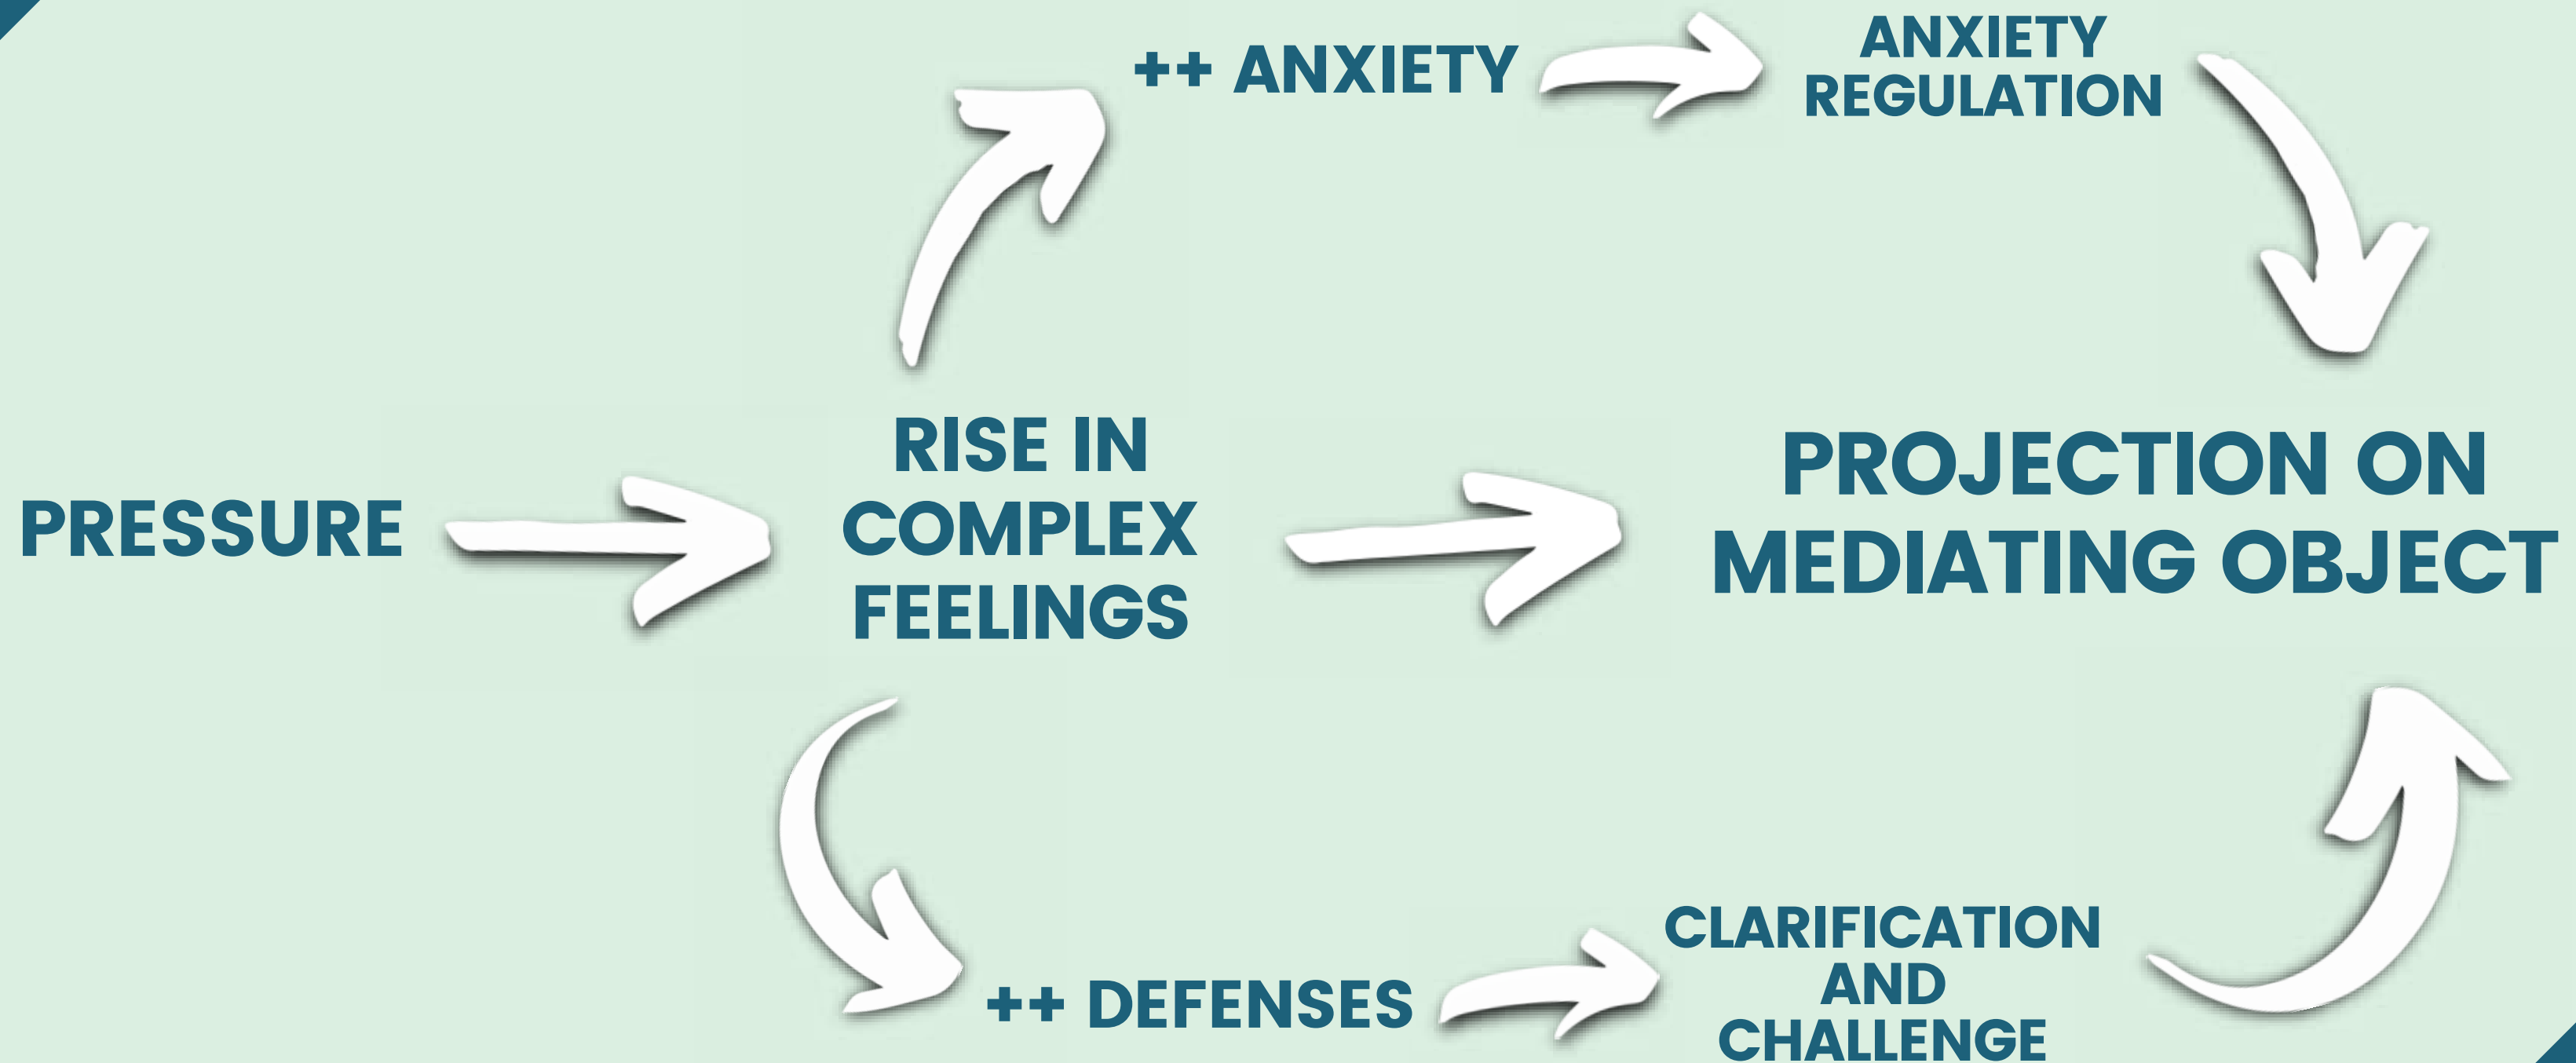 ++ ANXIETY
ANXIETY
REGULATION
PRESSURE
RISE IN
COMPLEX
FEELINGS
PROJECTION ON
MEDIATING OBJECT
++ DEFENSES
CLARIFICATION
AND
CHALLENGE